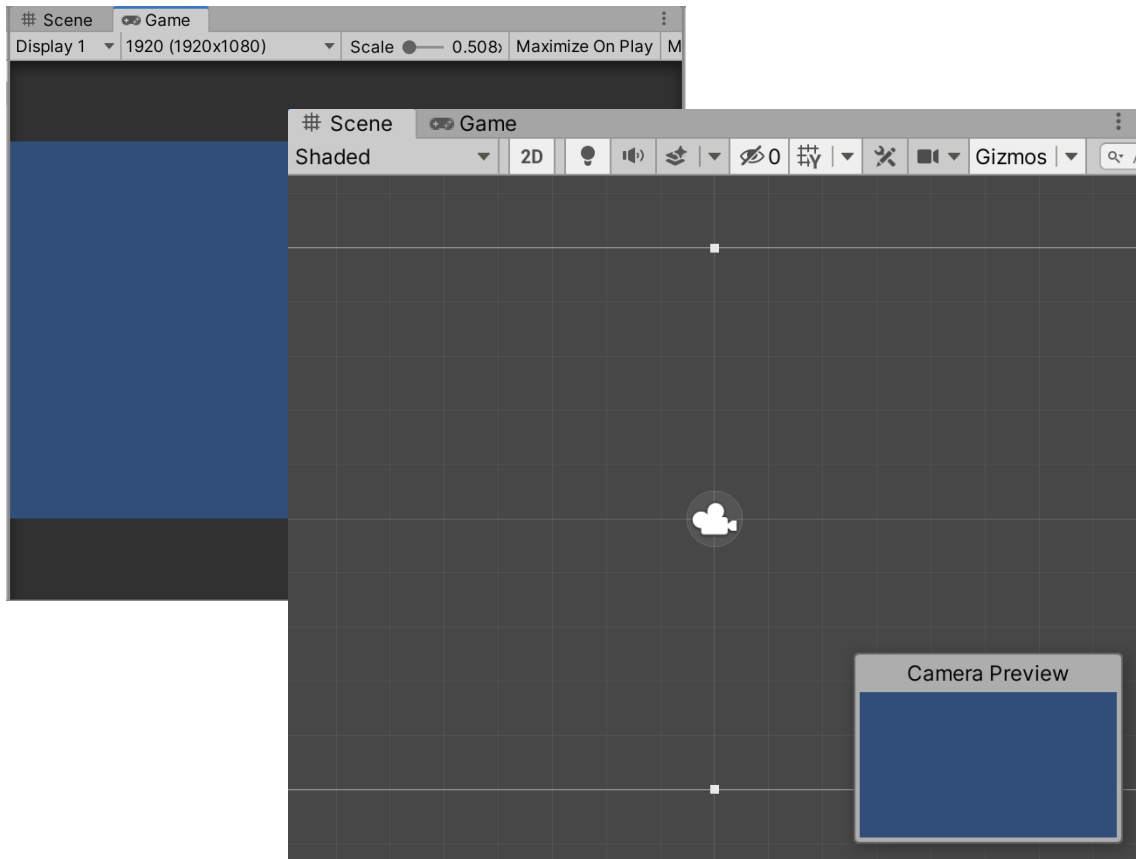 Scene Game
Display 1 1920 (1920x1080) Scale 0.508x Maximize On Play M
Scene Game
Shaded 2D 0 Y Gizmos
Camera Preview